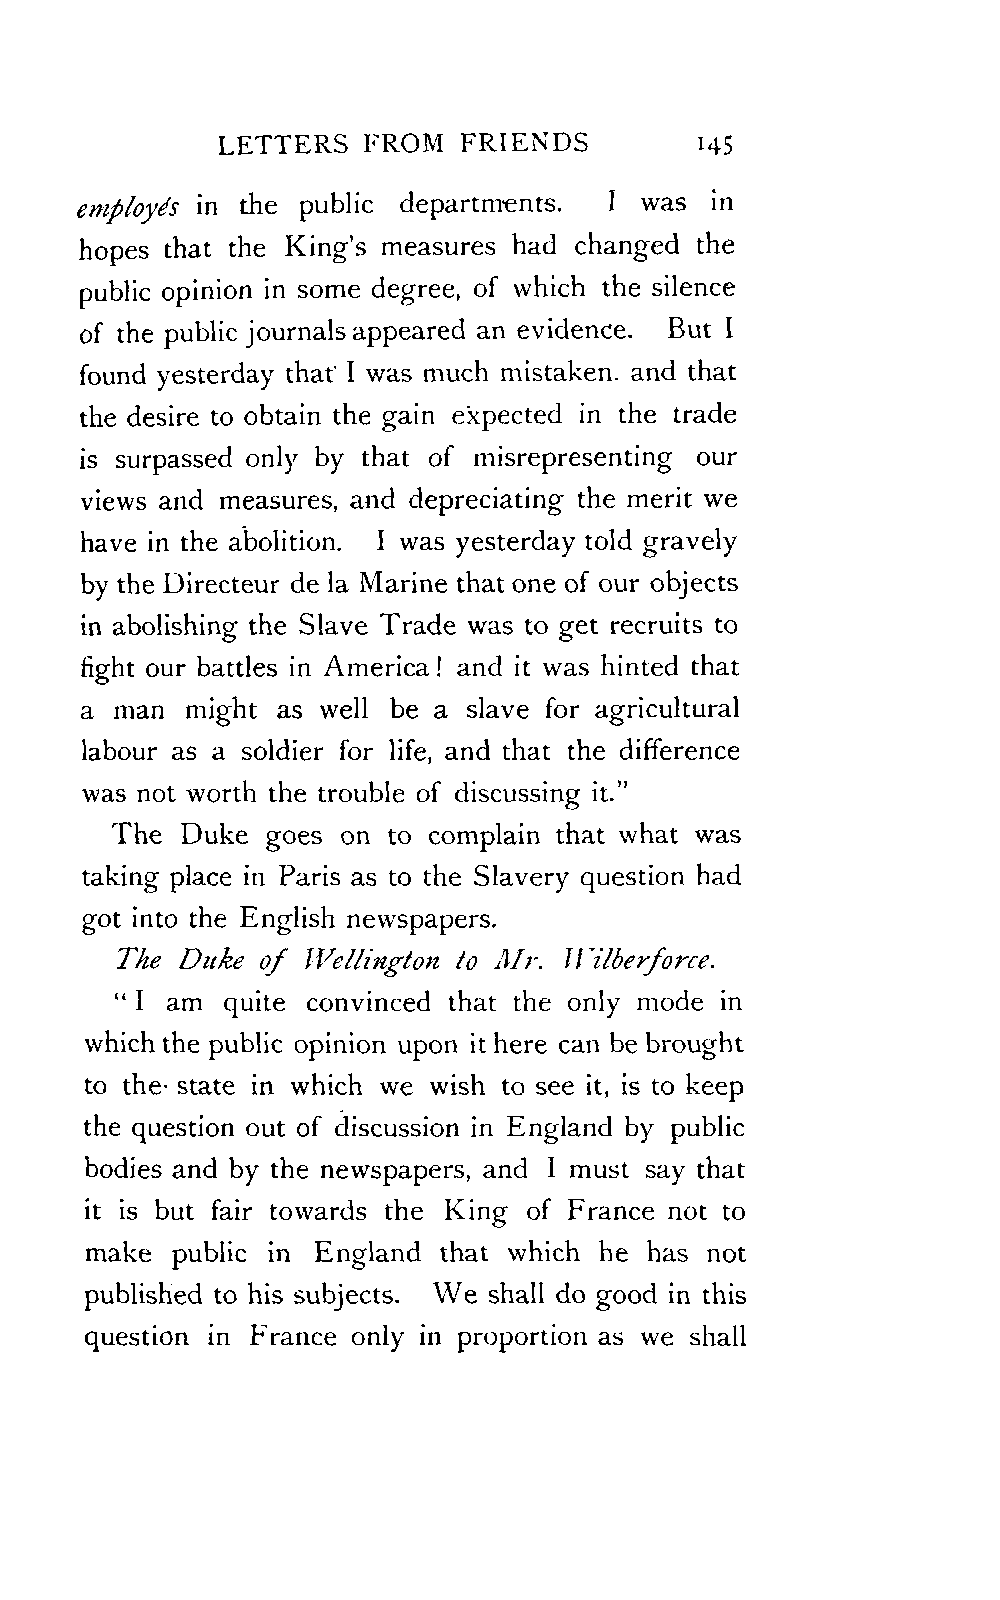 LETTERS FROM FRIENDS 145
employés in the public departments. I was in
hopes that the King's measures had changed the
public opinion in some degree, of which the silence
of the public journals appeared an evidence. But I
found yesterday that I was much mistaken. and that
the desire to obtain the gain expected in the trade
is surpassed only by that of misrepresenting our
views and measures, and depreciating the merit we
have in the abolition. I was yesterday told gravely
by the Directeur de la Marine that one of our objects
in abolishing the Slave Trade was to get recruits to
fight our battles in America! and it was hinted that
a man might as well be a slave for agricultural
labour as a soldier for life, and that the difference
was not worth the trouble of discussing it."
The Duke goes on to complain that what was
taking place in Paris as to the Slavery question had
got into the English newspapers.
The Duke of Wellington to Mr. Wilberforce.
"I am quite convinced that the only mode in
which the public opinion upon it here can be brought
to the state in which we wish to see it, is to keep
the question out of discussion in England by public
bodies and by the newspapers, and I must say that
it is but fair towards the King of France not to
make public in England that which he has not
published to his subjects. We shall do good in this
question in France only in proportion as we shall